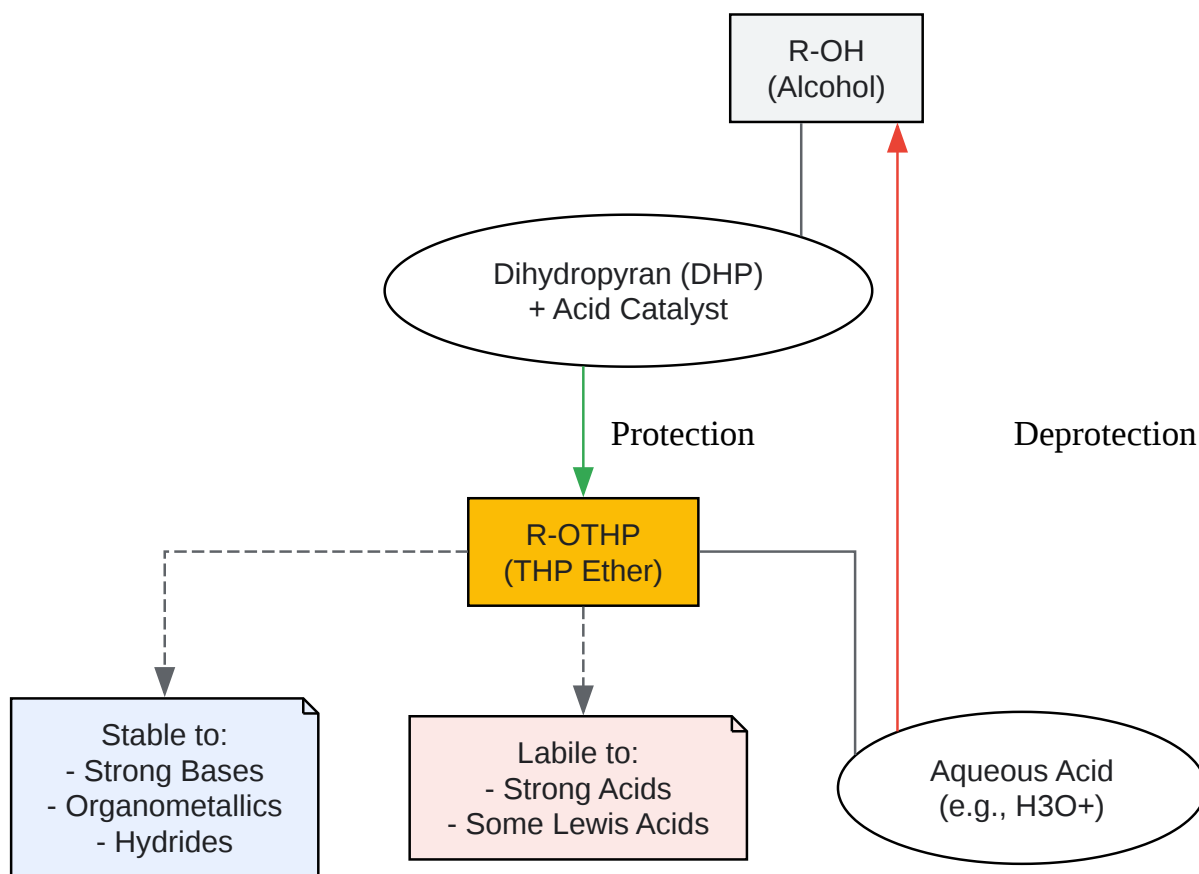 R-OH
(Alcohol)
Dihydropyran (DHP)
+ Acid Catalyst
Protection
Deprotection
R-OTHP
(THP Ether)
Stable to:
- Strong Bases
- Organometallics
- Hydrides
Labile to:
- Strong Acids
- Some Lewis Acids
Aqueous Acid
(e.g., H3O+)